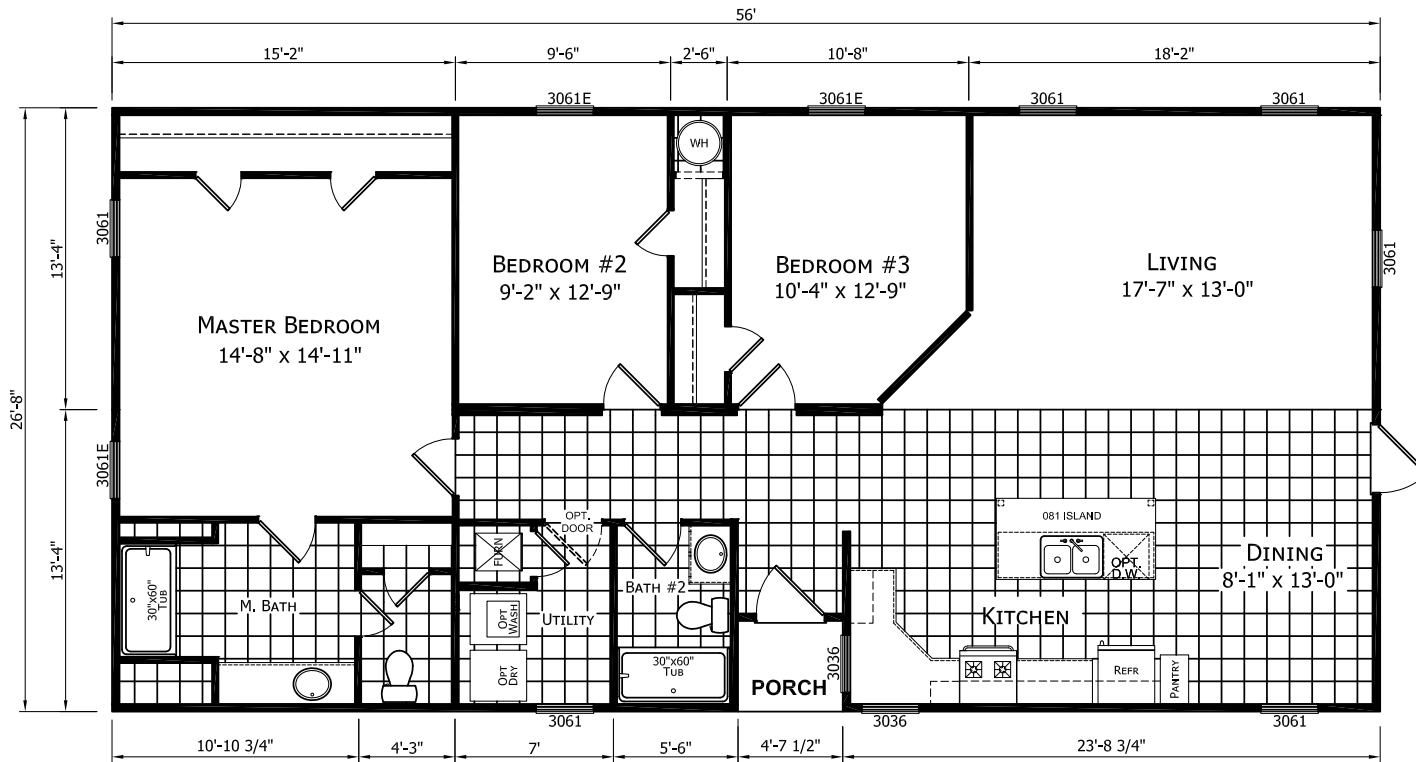 56'
15'-2"
9'-6"
2'-6"
10'-8"
18'-2"
3061E
3061E
3061
3061
WH
3061
13'-4"
26'-8"
13'-4"
3061E
MASTER BEDROOM
14'-8" x 14'-11"
BEDROOM #2
9'-2" x 12'-9"
BEDROOM #3
10'-4" x 12'-9"
LIVING
17'-7" x 13'-0"
3061
OPT.
DOOR
FURN
30"x60"
TUB
M. BATH
OPT
WASH
OPT
DRY
UTILITY
BATH #2
30"x60"
TUB
PORCH
3036
081 ISLAND
OPT.
D.W.
KITCHEN
DINING
8'-1" x 13'-0"
REFR
PANTRY
3061
3036
3061
10'-10 3/4"
4'-3"
7'
5'-6"
4'-7 1/2"
23'-8 3/4"